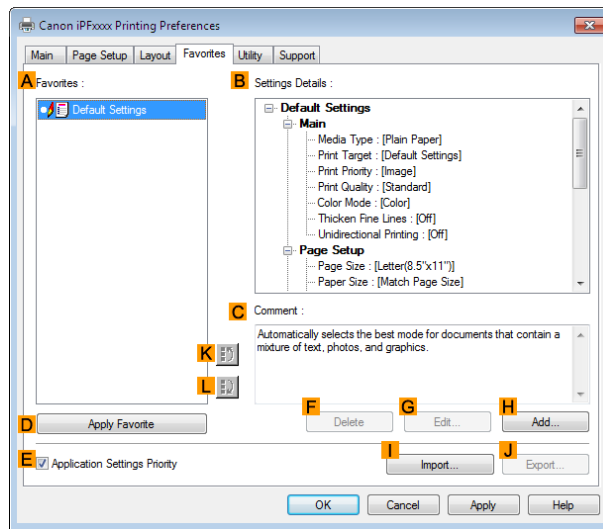 Canon iPFxxxx Printing Preferences
Main Page Setup Layout Favorites Utility Support
A Favorites :
Default Settings
B Settings Details :
Default Settings
Main
Media Type : [Plain Paper]
Print Target : [Default Settings]
Print Priority : [Image]
Print Quality : [Standard]
Color Mode : [Color]
Thicken Fine Lines : [Off]
Unidirectional Printing : [Off]
Page Setup
Page Size : [Letter(8.5"x11")]
Paper Size : [Match Page Size]
C Comment :
Automatically selects the best mode for documents that contain a
mixture of text, photos, and graphics.
K
L
D Apply Favorite
F Delete
G Edit...
H Add...
E Application Settings Priority
I Import...
J Export...
OK Cancel Apply Help